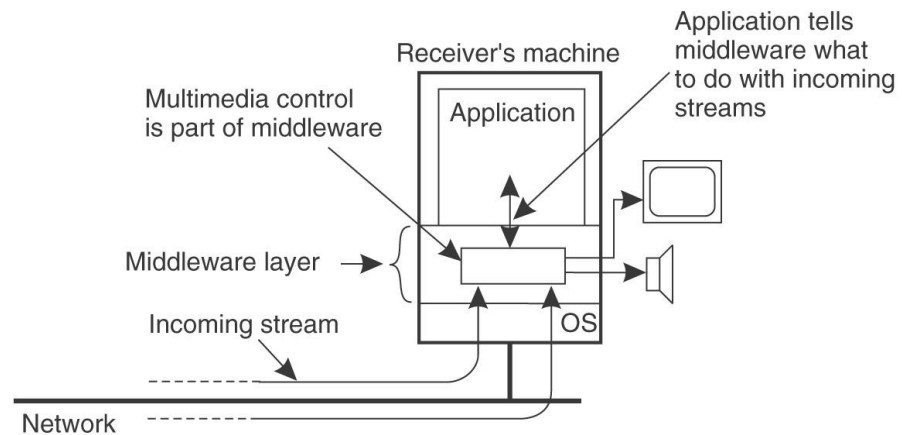 Application tells
middleware what
to do with incoming
streams
Receiver's machine
Multimedia control
is part of middleware
Application
Middleware layer
Incoming stream
OS
Network